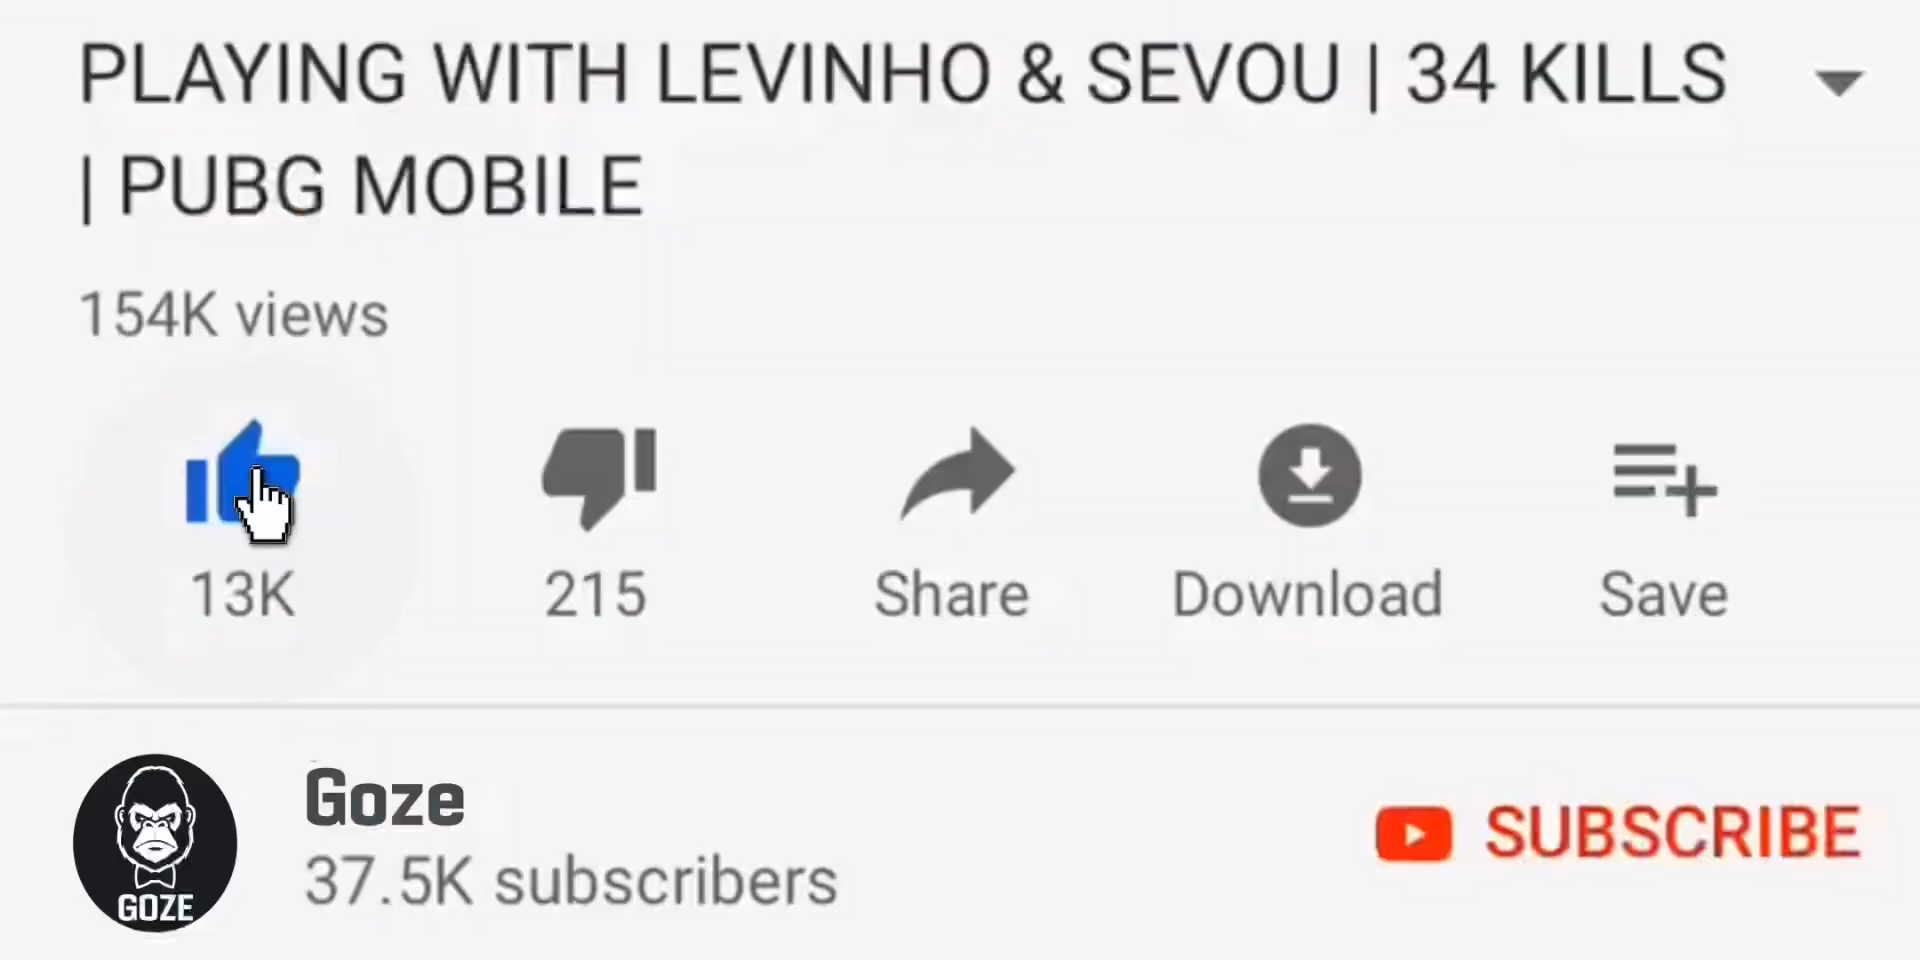 PLAYING WITH LEVINHO & SEVOU | 34 KILLS
| PUBG MOBILE
154K views
13K
215
Share
Download
Save
Goze
37.5K subscribers
SUBSCRIBE
GOZE